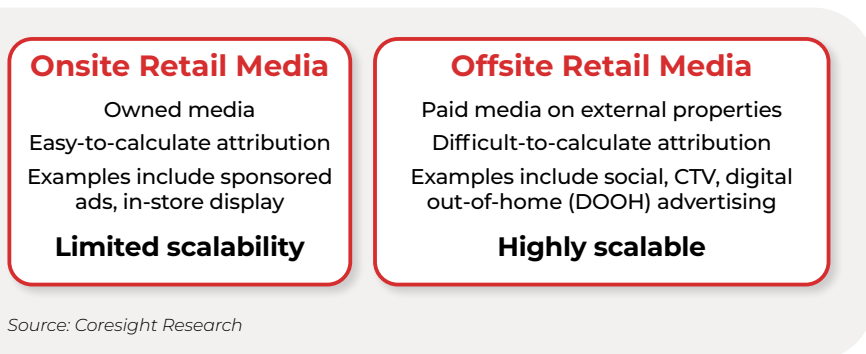 Onsite Retail Media
Owned media
Easy-to-calculate attribution
Examples include sponsored
ads, in-store display
Limited scalability
Offsite Retail Media
Paid media on external properties
Difficult-to-calculate attribution
Examples include social, CTV, digital
out-of-home (DOOH) advertising
Highly scalable
Source: Coresight Research